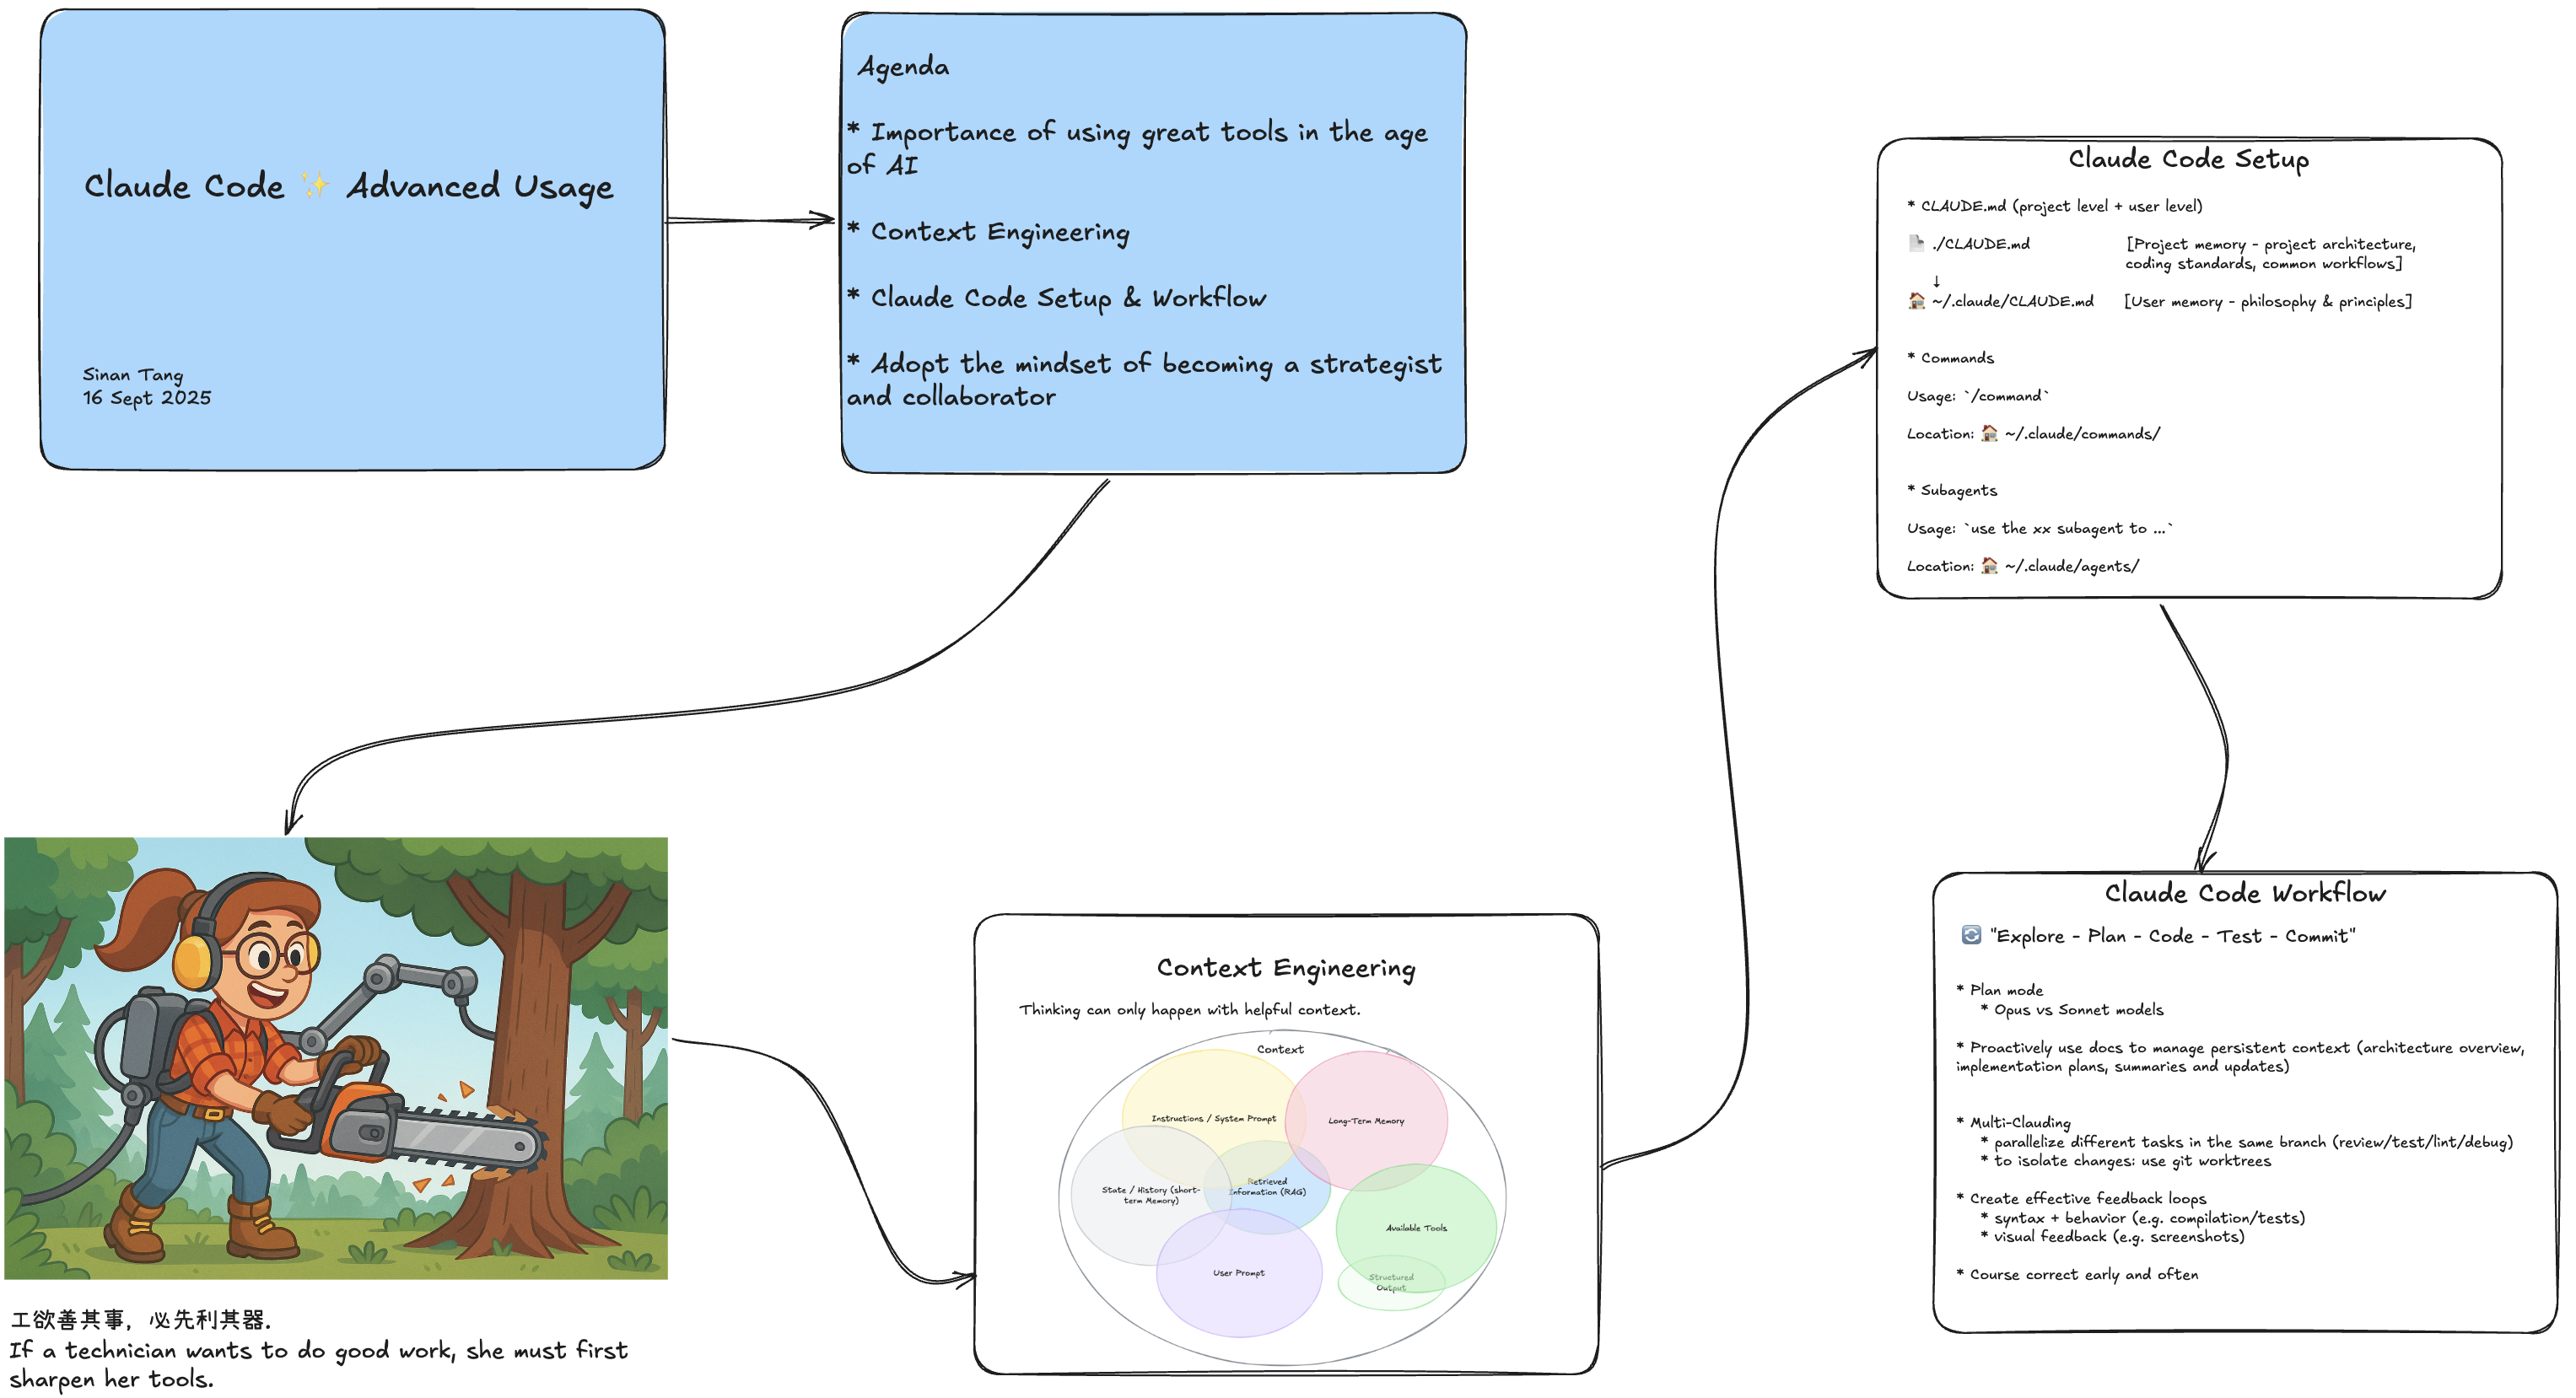 Claude Code ✨ Advanced Usage
Sinan Tang
16 Sept 2025
Agenda
* Importance of using great tools in the age
of AI
* Context Engineering
* Claude Code Setup & Workflow
* Adopt the mindset of becoming a strategist
and collaborator
工欲善其事，必先利其器.
If a technician wants to do good work, she must first
sharpen her tools.
Context Engineering
Thinking can only happen with helpful context.
Context
Instructions / System Prompt
Long-Term Memory
State / History (short-
term Memory)
Retrieved
Information (RAG)
Available Tools
User Prompt
Structured
Output
Claude Code Setup
* CLAUDE.md (project level + user level)
📄 ./CLAUDE.md [Project memory - project architecture,
coding standards, common workflows]
↓
🏠 ~/.claude/CLAUDE.md [User memory - philosophy & principles]
* Commands
Usage: `/command`
Location: 🏠 ~/.claude/commands/
* Subagents
Usage: `use the xx subagent to ...`
Location: 🏠 ~/.claude/agents/
Claude Code Workflow
🔄 "Explore - Plan - Code - Test - Commit"
* Plan mode
* Opus vs Sonnet models
* Proactively use docs to manage persistent context (architecture overview,
implementation plans, summaries and updates)
* Multi-Clauding
* parallelize different tasks in the same branch (review/test/lint/debug)
* to isolate changes: use git worktrees
* Create effective feedback loops
* syntax + behavior (e.g. compilation/tests)
* visual feedback (e.g. screenshots)
* Course correct early and often